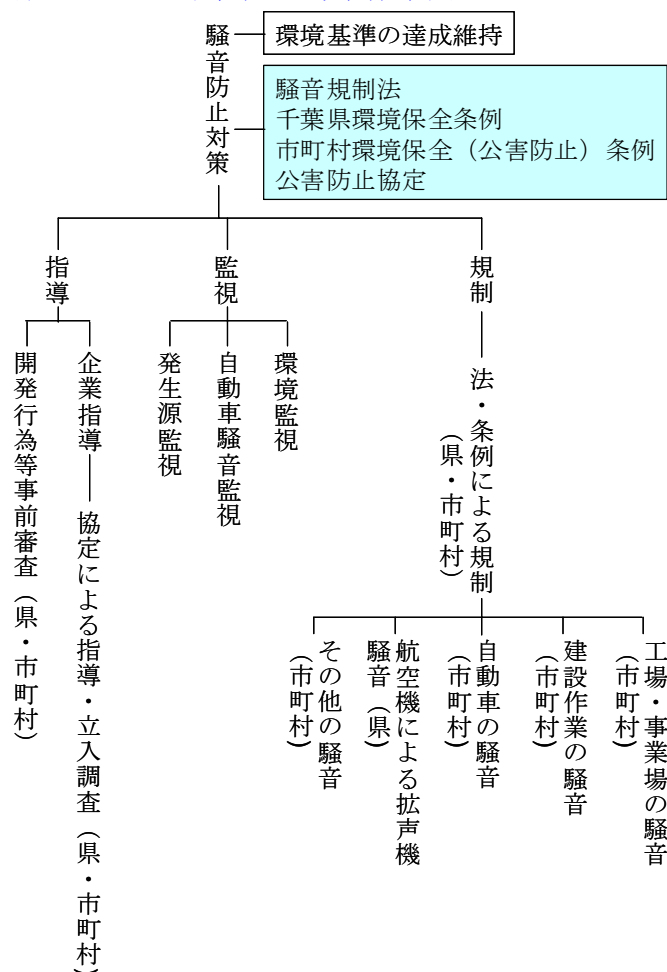 騒音防止対策
環境基準の達成維持
騒音規制法
千葉県環境保全条例
市町村環境保全（公害防止）条例
公害防止協定
規制
法・条例による規制
（県・市町村）
工場・事業場の騒音
（市町村）
建設作業の騒音
（市町村）
自動車の騒音
（市町村）
航空機による拡声機
騒音（県）
その他の騒音
（市町村）
監視
環境監視
自動車騒音監視
発生源監視
指導
企業指導
協定による指導・立入調査（県・市町村）
開発行為等事前審査（県・市町村）